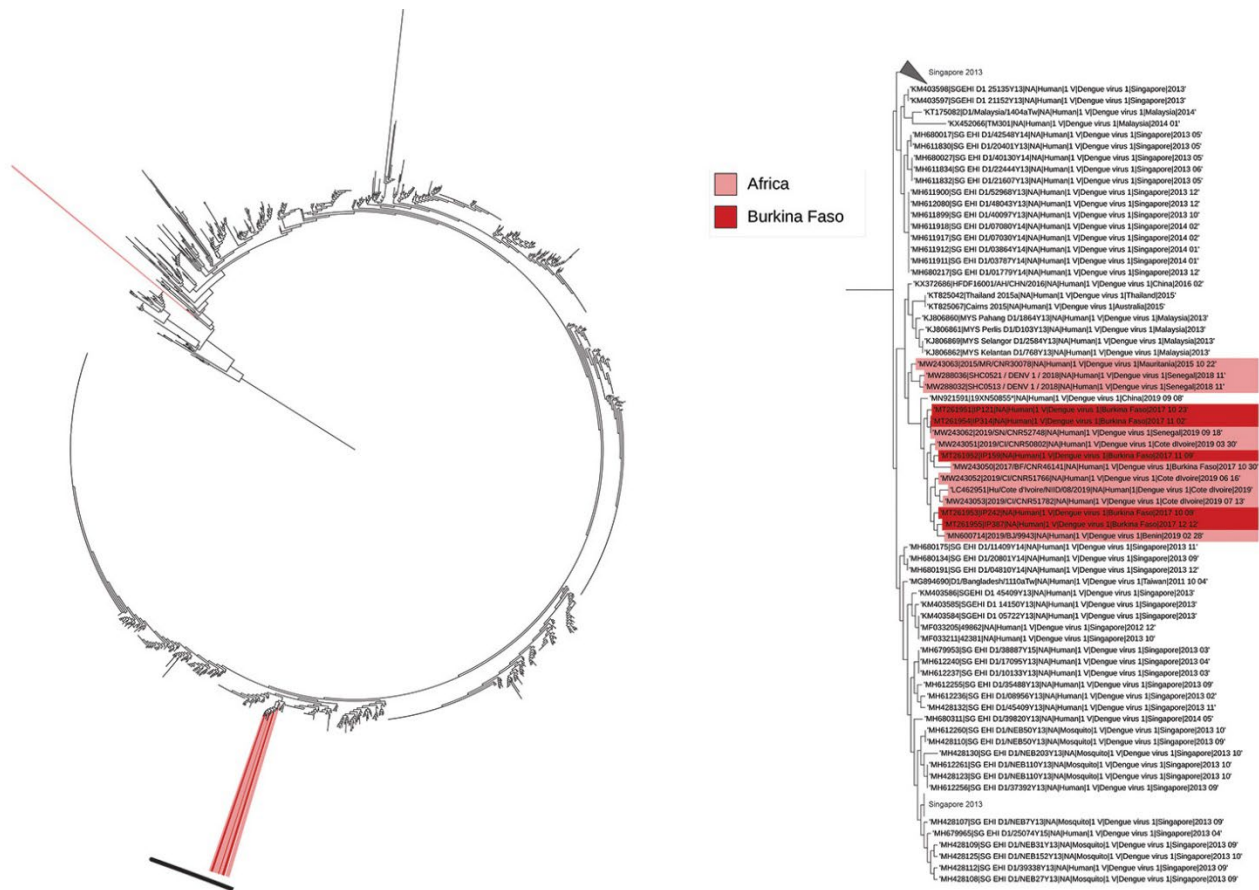 Africa
Burkina Faso
Singapore 2013
'KM403598|SGEHI D1 25135Y13|NA|Human|1 V|Dengue virus 1|Singapore|2013'
'KM403597|SGEHI D1 21152Y13|NA|Human|1 V|Dengue virus 1|Singapore|2013'
'KT175082|D1/Malaysia/1404aTw|NA|Human|1 V|Dengue virus 1|Malaysia|2014'
'KX452066|TM301|NA|Human|1 V|Dengue virus 1|Malaysia|2014 01'
'MH680017|SG EHI D1/42548Y14|NA|Human|1 V|Dengue virus 1|Singapore|2013 05'
'MH611830|SG EHI D1/20401Y13|NA|Human|1 V|Dengue virus 1|Singapore|2013 05'
'MH680027|SG EHI D1/40130Y14|NA|Human|1 V|Dengue virus 1|Singapore|2013 05'
'MH611834|SG EHI D1/22444Y13|NA|Human|1 V|Dengue virus 1|Singapore|2013 06'
'MH611832|SG EHI D1/21607Y13|NA|Human|1 V|Dengue virus 1|Singapore|2013 05'
'MH611900|SG EHI D1/52968Y13|NA|Human|1 V|Dengue virus 1|Singapore|2013 12'
'MH612080|SG EHI D1/48043Y13|NA|Human|1 V|Dengue virus 1|Singapore|2013 12'
'MH611899|SG EHI D1/40097Y13|NA|Human|1 V|Dengue virus 1|Singapore|2013 10'
'MH611918|SG EHI D1/07080Y14|NA|Human|1 V|Dengue virus 1|Singapore|2014 02'
'MH611917|SG EHI D1/07030Y14|NA|Human|1 V|Dengue virus 1|Singapore|2014 02'
'MH611912|SG EHI D1/03864Y14|NA|Human|1 V|Dengue virus 1|Singapore|2014 01'
'MH611911|SG EHI D1/03787Y14|NA|Human|1 V|Dengue virus 1|Singapore|2014 01'
'MH680217|SG EHI D1/01779Y14|NA|Human|1 V|Dengue virus 1|Singapore|2013 12'
'KX372686|HFDF16001/AH/CHN/2016|NA|Human|1 V|Dengue virus 1|China|2016 02'
'KT825042|Thailand 2015a|NA|Human|1 V|Dengue virus 1|Thailand|2015'
'KT825067|Cairns 2015|NA|Human|1 V|Dengue virus 1|Australia|2015'
'KJ806860|MYS Pahang D1/1864Y13|NA|Human|1 V|Dengue virus 1|Malaysia|2013'
'KJ806861|MYS Perlis D1/D103Y13|NA|Human|1 V|Dengue virus 1|Malaysia|2013'
'KJ806869|MYS Selangor D1/2584Y13|NA|Human|1 V|Dengue virus 1|Malaysia|2013'
'KJ806862|MYS Kelantan D1/768Y13|NA|Human|1 V|Dengue virus 1|Malaysia|2013'
'MW243063|2015/MR/CNR30078|NA|Human|1 V|Dengue virus 1|Mauritania|2015 10 22'
'MW288036|SHC0521 / DENV 1 / 2018|NA|Human|1 V|Dengue virus 1|Senegal|2018 11'
'MW288032|SHC0513 / DENV 1 / 2018|NA|Human|1 V|Dengue virus 1|Senegal|2018 11'
'MN921591|19XN50855*|NA|Human|1 V|Dengue virus 1|China|2019 09 08'
'MT261951|IP121|NA|Human|1 V|Dengue virus 1|Burkina Faso|2017 10 23'
'MT261954|IP314|NA|Human|1 V|Dengue virus 1|Burkina Faso|2017 11 02'
'MW243062|2019/SN/CNR52748|NA|Human|1 V|Dengue virus 1|Senegal|2019 09 18'
'MW243051|2019/CI/CNR50802|NA|Human|1 V|Dengue virus 1|Cote dIvoire|2019 03 30'
'MT261952|IP159|NA|Human|1 V|Dengue virus 1|Burkina Faso|2017 11 09'
'MW243050|2017/BF/CNR46141|NA|Human|1 V|Dengue virus 1|Burkina Faso|2017 10 30'
'MW243052|2019/CI/CNR51766|NA|Human|1 V|Dengue virus 1|Cote dIvoire|2019 06 16'
'LC462951|Hu/Cote d'Ivoire/NIID/08/2019|NA|Human|1|Dengue virus 1|Cote dIvoire|2019'
'MW243053|2019/CI/CNR51782|NA|Human|1 V|Dengue virus 1|Cote dIvoire|2019 07 13'
'MT261953|IP242|NA|Human|1 V|Dengue virus 1|Burkina Faso|2017 10 09'
'MT261955|IP387|NA|Human|1 V|Dengue virus 1|Burkina Faso|2017 12 12'
'MN600714|2019/BJ/9943|NA|Human|1 V|Dengue virus 1|Benin|2019 02 28'
'MH680175|SG EHI D1/11409Y14|NA|Human|1 V|Dengue virus 1|Singapore|2013 11'
'MH680134|SG EHI D1/20801Y14|NA|Human|1 V|Dengue virus 1|Singapore|2013 09'
'MH680191|SG EHI D1/04810Y14|NA|Human|1 V|Dengue virus 1|Singapore|2013 12'
'MG894690|D1/Bangladesh/1110aTw|NA|Human|1 V|Dengue virus 1|Taiwan|2011 10 04'
'KM403586|SGEHI D1 45409Y13|NA|Human|1 V|Dengue virus 1|Singapore|2013'
'KM403585|SGEHI D1 14150Y13|NA|Human|1 V|Dengue virus 1|Singapore|2013'
'KM403584|SGEHI D1 05722Y13|NA|Human|1 V|Dengue virus 1|Singapore|2013'
'MF033205|49862|NA|Human|1 V|Dengue virus 1|Singapore|2012 12'
'MF033211|42381|NA|Human|1 V|Dengue virus 1|Singapore|2013 10'
'MH679953|SG EHI D1/38887Y15|NA|Human|1 V|Dengue virus 1|Singapore|2013 03'
'MH612240|SG EHI D1/17095Y13|NA|Human|1 V|Dengue virus 1|Singapore|2013 04'
'MH612237|SG EHI D1/10133Y13|NA|Human|1 V|Dengue virus 1|Singapore|2013 03'
'MH612255|SG EHI D1/35488Y13|NA|Human|1 V|Dengue virus 1|Singapore|2013 09'
'MH612236|SG EHI D1/08956Y13|NA|Human|1 V|Dengue virus 1|Singapore|2013 02'
'MH428132|SG EHI D1/45409Y13|NA|Human|1 V|Dengue virus 1|Singapore|2013 11'
'MH680311|SG EHI D1/39820Y13|NA|Human|1 V|Dengue virus 1|Singapore|2014 05'
'MH612260|SG EHI D1/NEB50Y13|NA|Mosquito|1 V|Dengue virus 1|Singapore|2013 10'
'MH428110|SG EHI D1/NEB50Y13|NA|Mosquito|1 V|Dengue virus 1|Singapore|2013 09'
'MH428130|SG EHI D1/NEB203Y13|NA|Mosquito|1 V|Dengue virus 1|Singapore|2013 10'
'MH612261|SG EHI D1/NEB110Y13|NA|Mosquito|1 V|Dengue virus 1|Singapore|2013 10'
'MH428123|SG EHI D1/NEB110Y13|NA|Mosquito|1 V|Dengue virus 1|Singapore|2013 10'
'MH612256|SG EHI D1/37392Y13|NA|Human|1 V|Dengue virus 1|Singapore|2013 09'
Singapore 2013
'MH428107|SG EHI D1/NEB7Y13|NA|Mosquito|1 V|Dengue virus 1|Singapore|2013 09'
'MH679965|SG EHI D1/25074Y15|NA|Human|1 V|Dengue virus 1|Singapore|2013 04'
'MH428109|SG EHI D1/NEB31Y13|NA|Mosquito|1 V|Dengue virus 1|Singapore|2013 09'
'MH428125|SG EHI D1/NEB152Y13|NA|Mosquito|1 V|Dengue virus 1|Singapore|2013 10'
'MH428112|SG EHI D1/39338Y13|NA|Human|1 V|Dengue virus 1|Singapore|2013 09'
'MH428108|SG EHI D1/NEB27Y13|NA|Mosquito|1 V|Dengue virus 1|Singapore|2013 09'